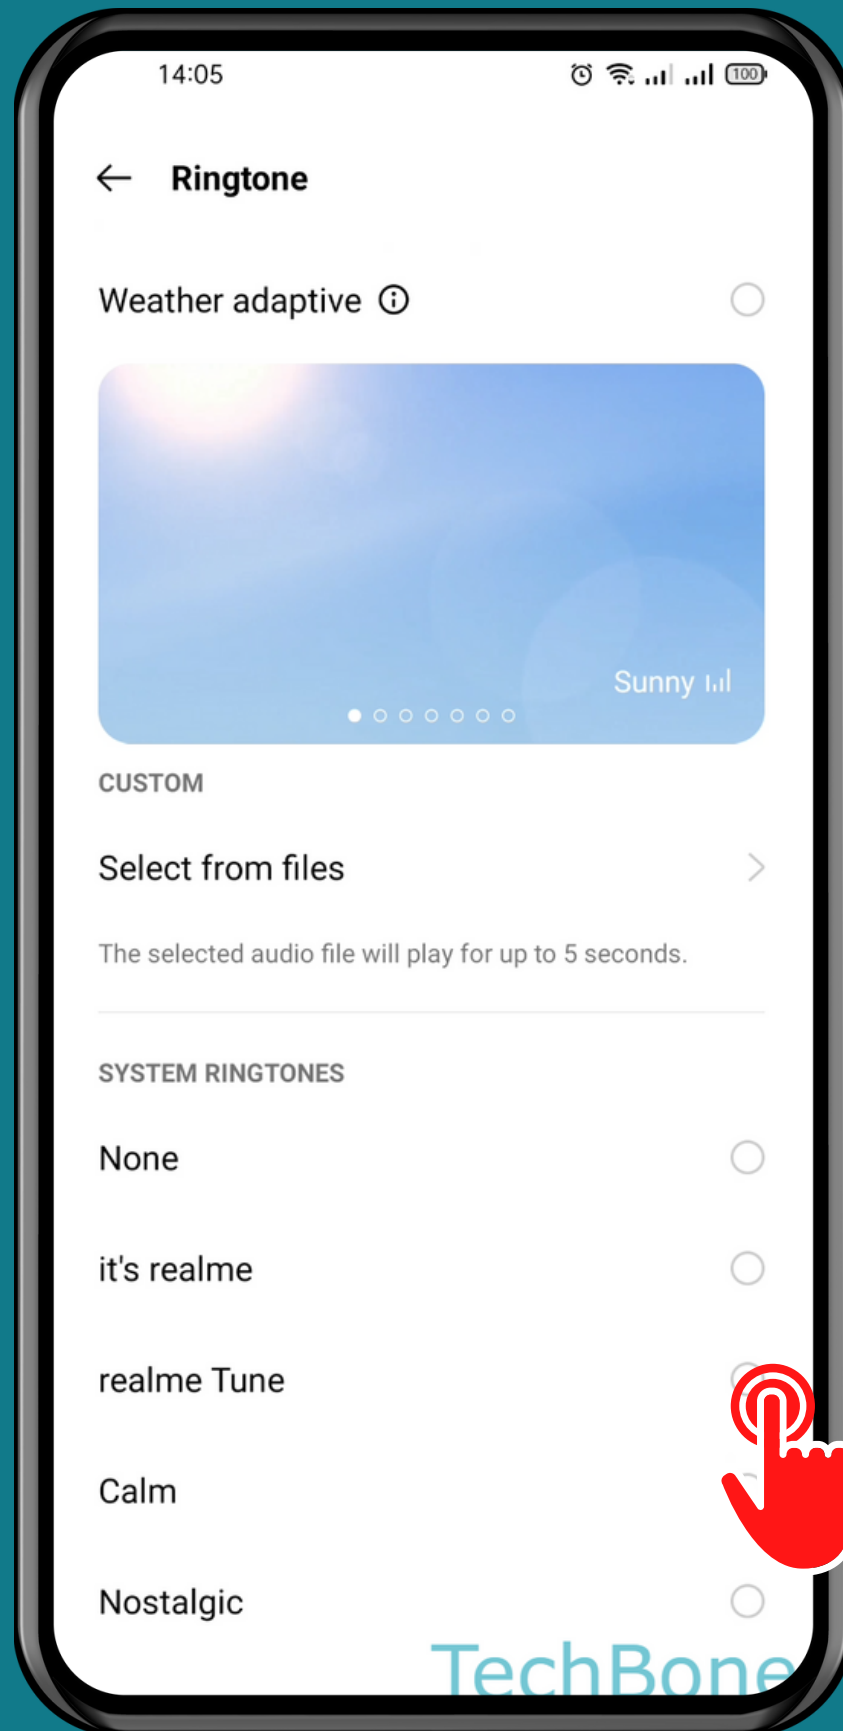 14:05
100
Ringtone
Weather adaptive
Sunny
CUSTOM
Select from files
The selected audio file will play for up to 5 seconds.
SYSTEM RINGTONES
None
it's realme
realme Tune
Calm
Nostalgic
TechBone